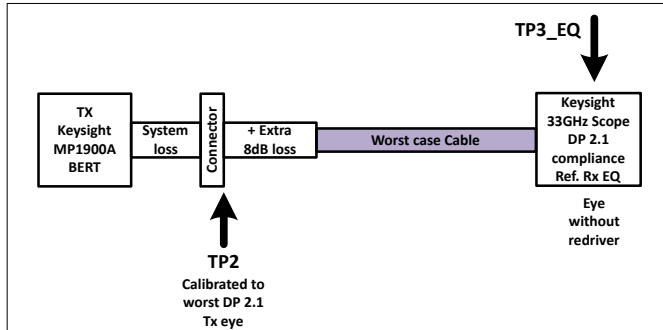 TP3_EQ
TX
Keysight
MP1900A
BERT
System
loss
Connector
+ Extra
8dB loss
Worst case Cable
Keysight
33GHz Scope
DP 2.1
compliance
Ref. Rx EQ
Eye
without
redriver
TP2
Calibrated to
worst DP 2.1
Tx eye